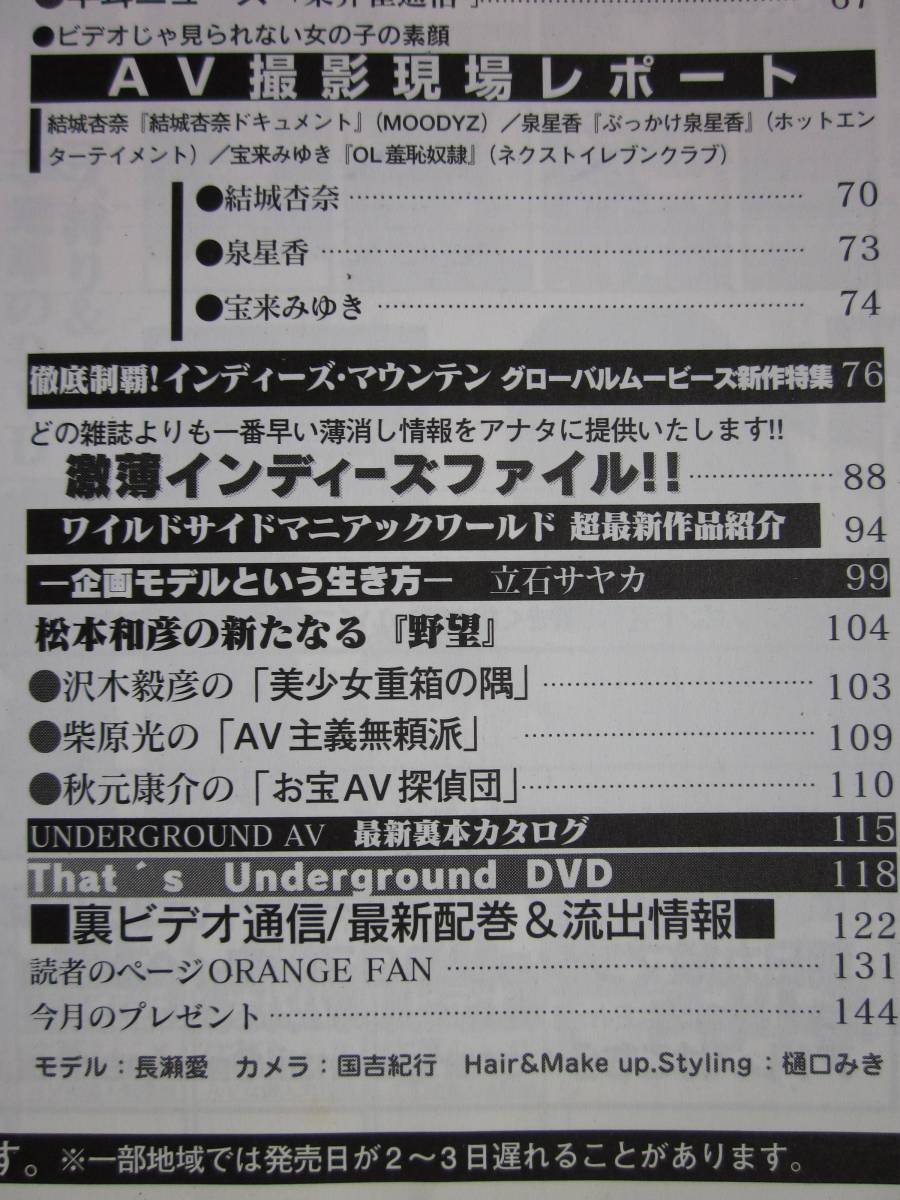 ●ビデオじゃ見られない女の子の素顔
AV撮影現場レポート
結城杏奈『結城杏奈ドキュメント』(MOODYZ)／泉星香『ぶっかけ泉星香』(ホットエン
ターテイメント)／宝来みゆき『OL羞恥奴隷』(ネクストイレブンクラブ)
●結城杏奈 70
●泉星香 73
●宝来みゆき 74
徹底制覇!インディーズ・マウンテン グローバルムービーズ新作特集 76
どの雑誌よりも一番早い薄消し情報をアナタに提供いたします!!
激薄インディーズファイル!! 88
ワイルドサイドマニアックワールド 超最新作品紹介 94
―企画モデルという生き方― 立石サヤカ 99
松本和彦の新たなる『野望』 104
●沢木毅彦の「美少女重箱の隅」 103
●柴原光の「AV主義無頼派」 109
●秋元康介の「お宝AV探偵団」 110
UNDERGROUND AV 最新裏本カタログ 115
That´s Underground DVD 118
■裏ビデオ通信/最新配巻＆流出情報■ 122
読者のページORANGE FAN 131
今月のプレゼント 144
モデル：長瀬愛 カメラ：国吉紀行 Hair&Make up.Styling：樋口みき
す。※一部地域では発売日が2～3日遅れることがあります。